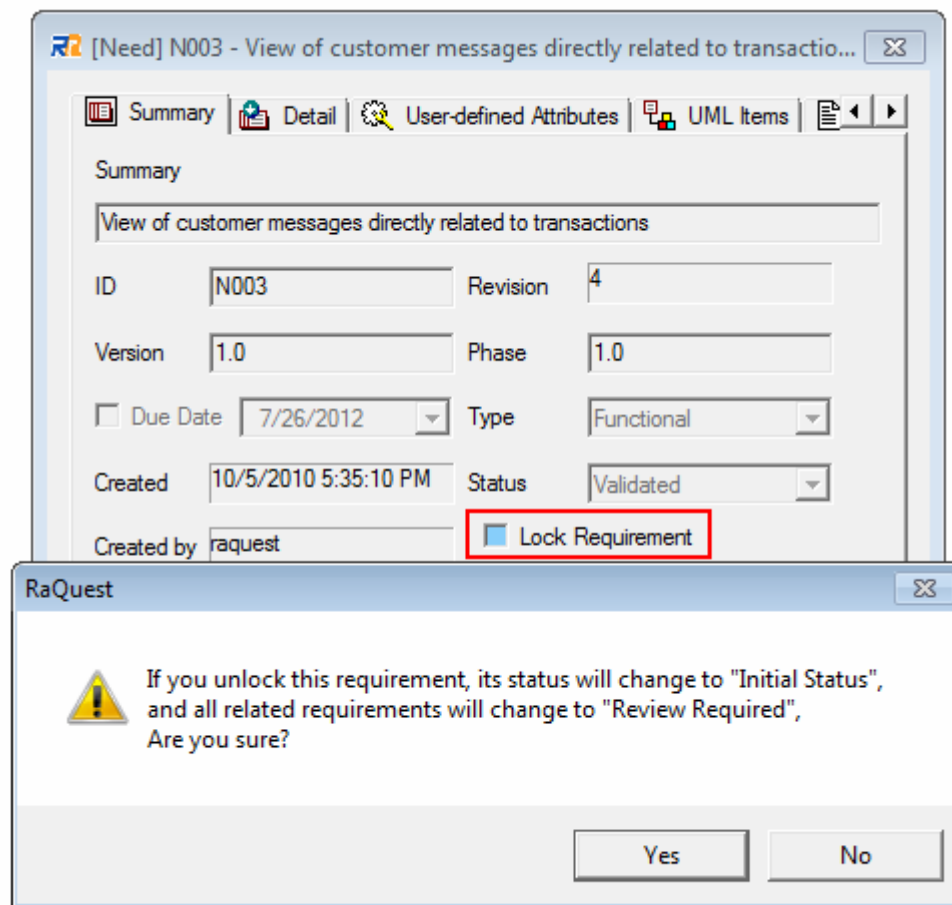 [Need] N003 - View of customer messages directly related to transactio...
Summary Detail User-defined Attributes UML Items
Summary
View of customer messages directly related to transactions
ID N003 Revision 4
Version 1.0 Phase 1.0
Due Date 7/26/2012 Type Functional
Created 10/5/2010 5:35:10 PM Status Validated
Created by raquest Lock Requirement
RaQuest
If you unlock this requirement, its status will change to "Initial Status",
and all related requirements will change to "Review Required",
Are you sure?
Yes No